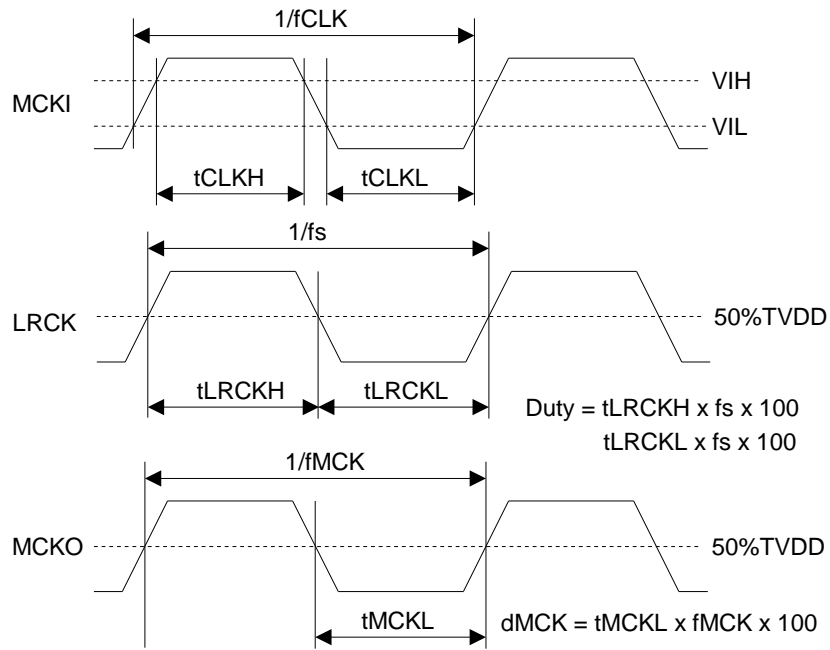 1/fCLK
VIH
MCKI
VIL
tCLKH
tCLKL
1/fs
LRCK
50%TVDD
tLRCKH
tLRCKL
Duty = tLRCKH x fs x 100
tLRCKL x fs x 100
1/fMCK
MCKO
50%TVDD
tMCKL
dMCK = tMCKL x fMCK x 100